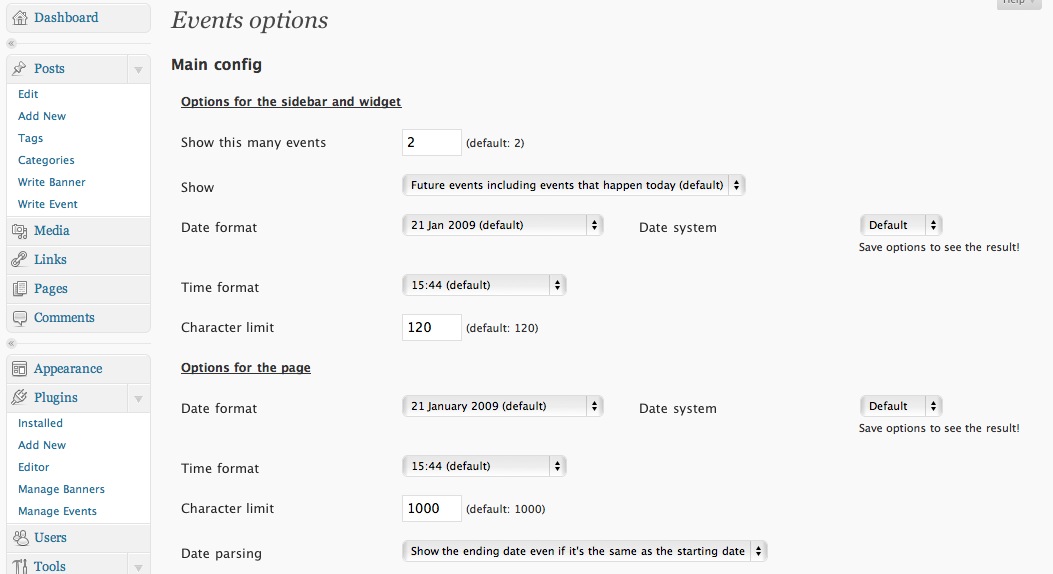 Dashboard
«
Posts
Edit
Add New
Tags
Categories
Write Banner
Write Event
Media
Links
Pages
Comments
«
Appearance
Plugins
Installed
Add New
Editor
Manage Banners
Manage Events
Users
Tools
Help
Events options
Main config
Options for the sidebar and widget
Show this many events 2 (default: 2)
Show Future events including events that happen today (default)
Date format 21 Jan 2009 (default) Date system Default
Save options to see the result!
Time format 15:44 (default)
Character limit 120 (default: 120)
Options for the page
Date format 21 January 2009 (default) Date system Default
Save options to see the result!
Time format 15:44 (default)
Character limit 1000 (default: 1000)
Date parsing Show the ending date even if it's the same as the starting date